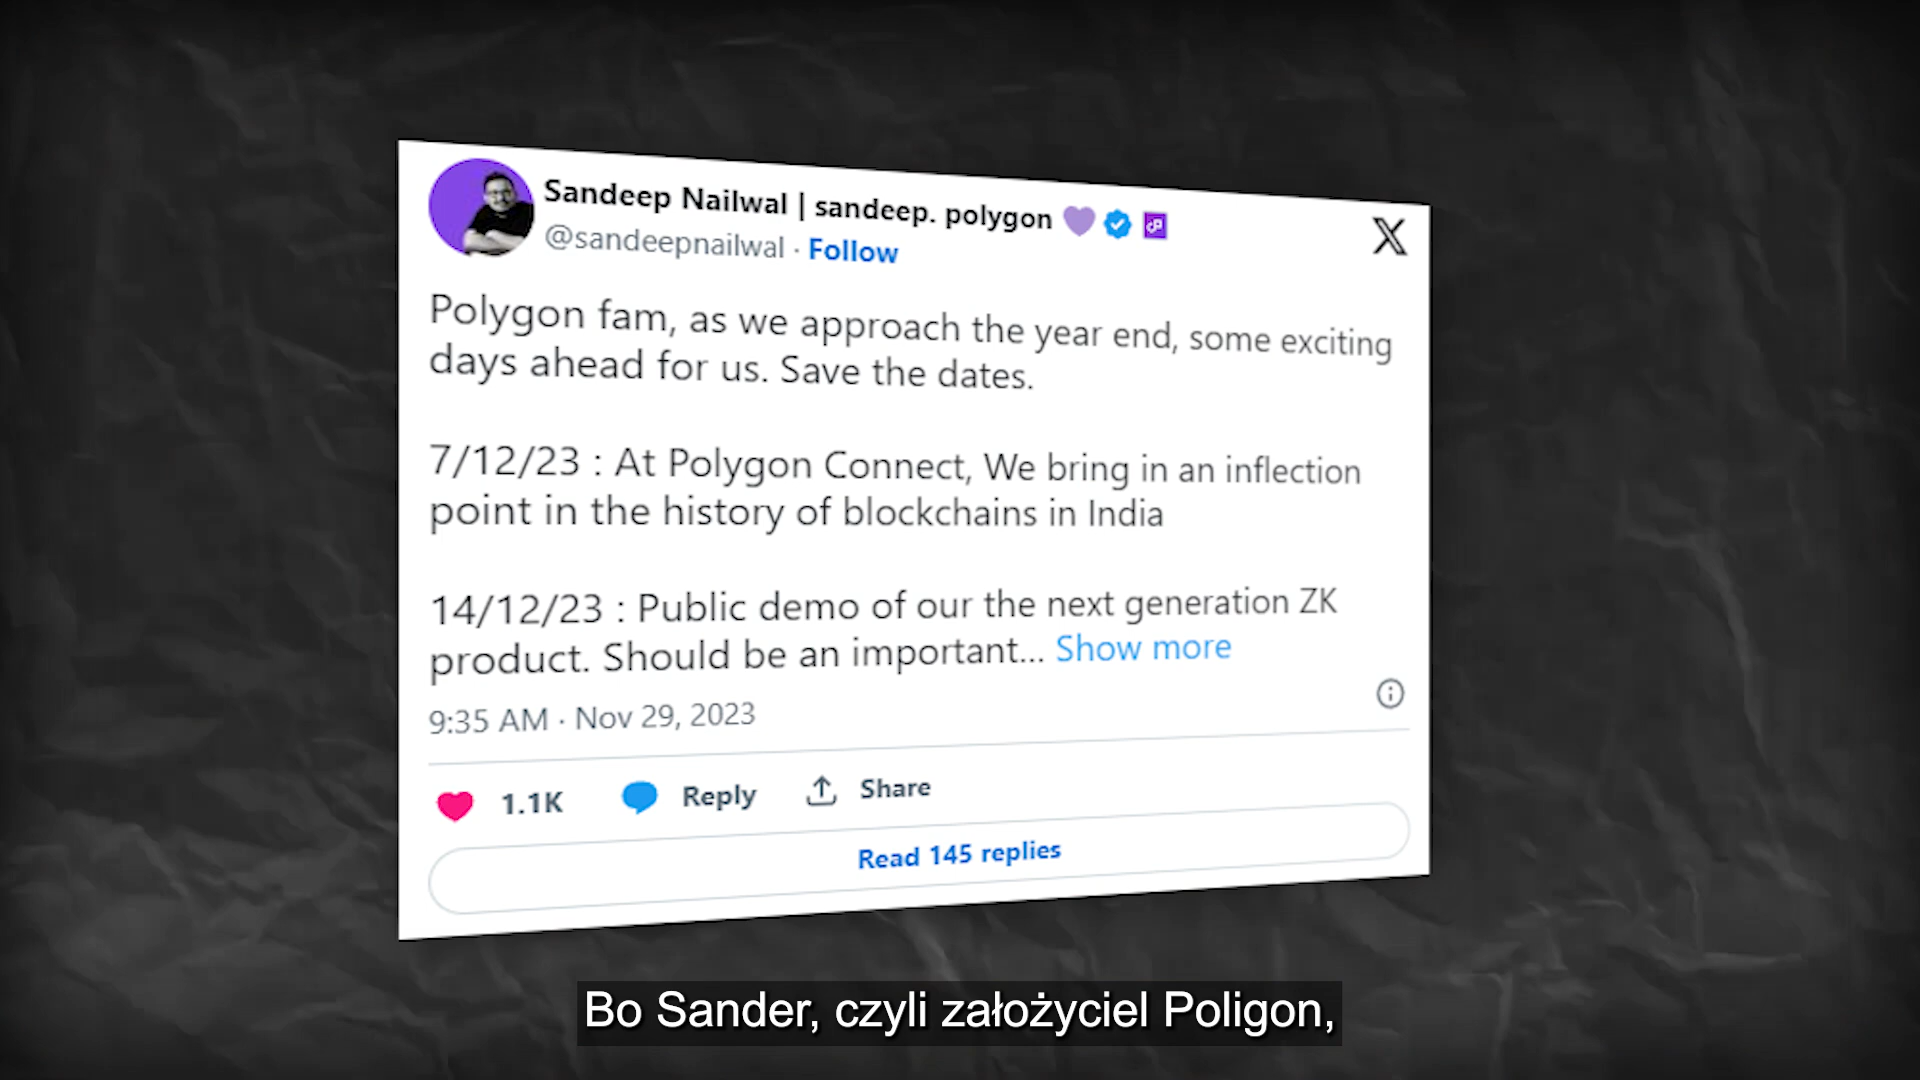 Sandeep Nailwal | sandeep. polygon
@sandeepnailwal · Follow
Polygon fam, as we approach the year end, some exciting
days ahead for us. Save the dates.
7/12/23 : At Polygon Connect, We bring in an inflection
point in the history of blockchains in India
14/12/23 : Public demo of our the next generation ZK
product. Should be an important... Show more
9:35 AM · Nov 29, 2023
1.1K Reply Share
Read 145 replies
Bo Sander, czyli założyciel Poligon,